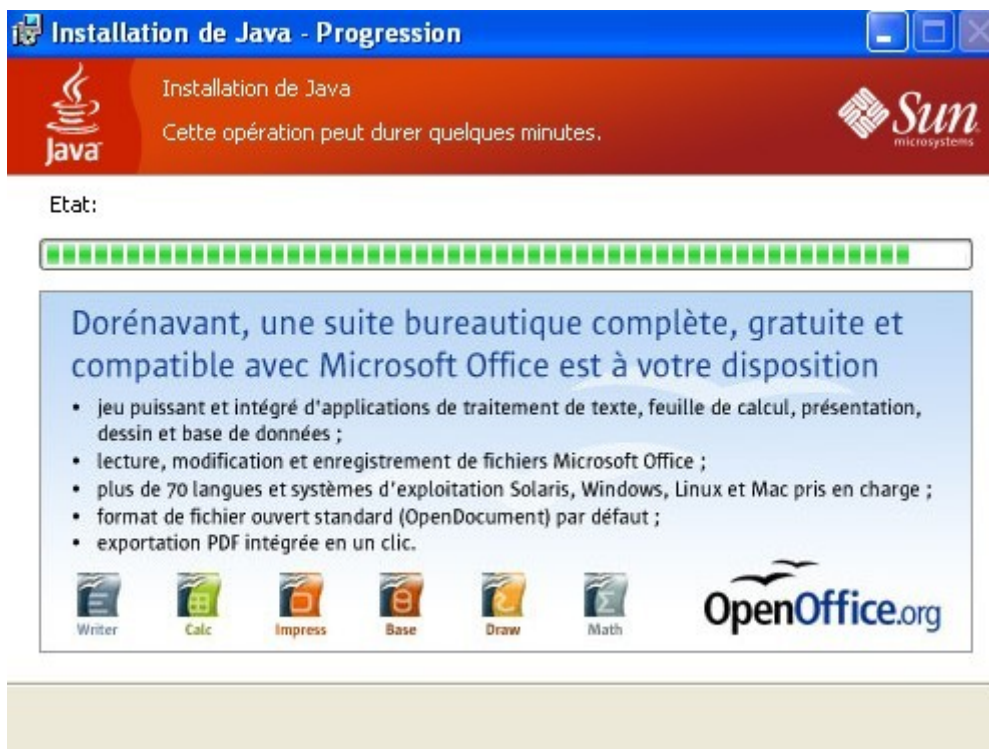 Installation de Java - Progression
Installation de Java
Cette opération peut durer quelques minutes.
Java
Sun
microsystems
Etat:
Dorénavant, une suite bureautique complète, gratuite et
compatible avec Microsoft Office est à votre disposition
• jeu puissant et intégré d'applications de traitement de texte, feuille de calcul, présentation,
dessin et base de données ;
• lecture, modification et enregistrement de fichiers Microsoft Office ;
• plus de 70 langues et systèmes d'exploitation Solaris, Windows, Linux et Mac pris en charge ;
• format de fichier ouvert standard (OpenDocument) par défaut ;
• exportation PDF intégrée en un clic.
Writer Calc Impress Base Draw Math
OpenOffice.org